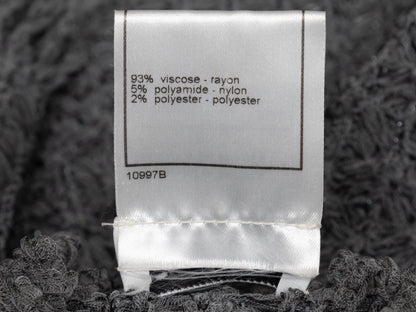 93% viscose - rayon
5% polyamide - nylon
2% polyester - polyester
10997B